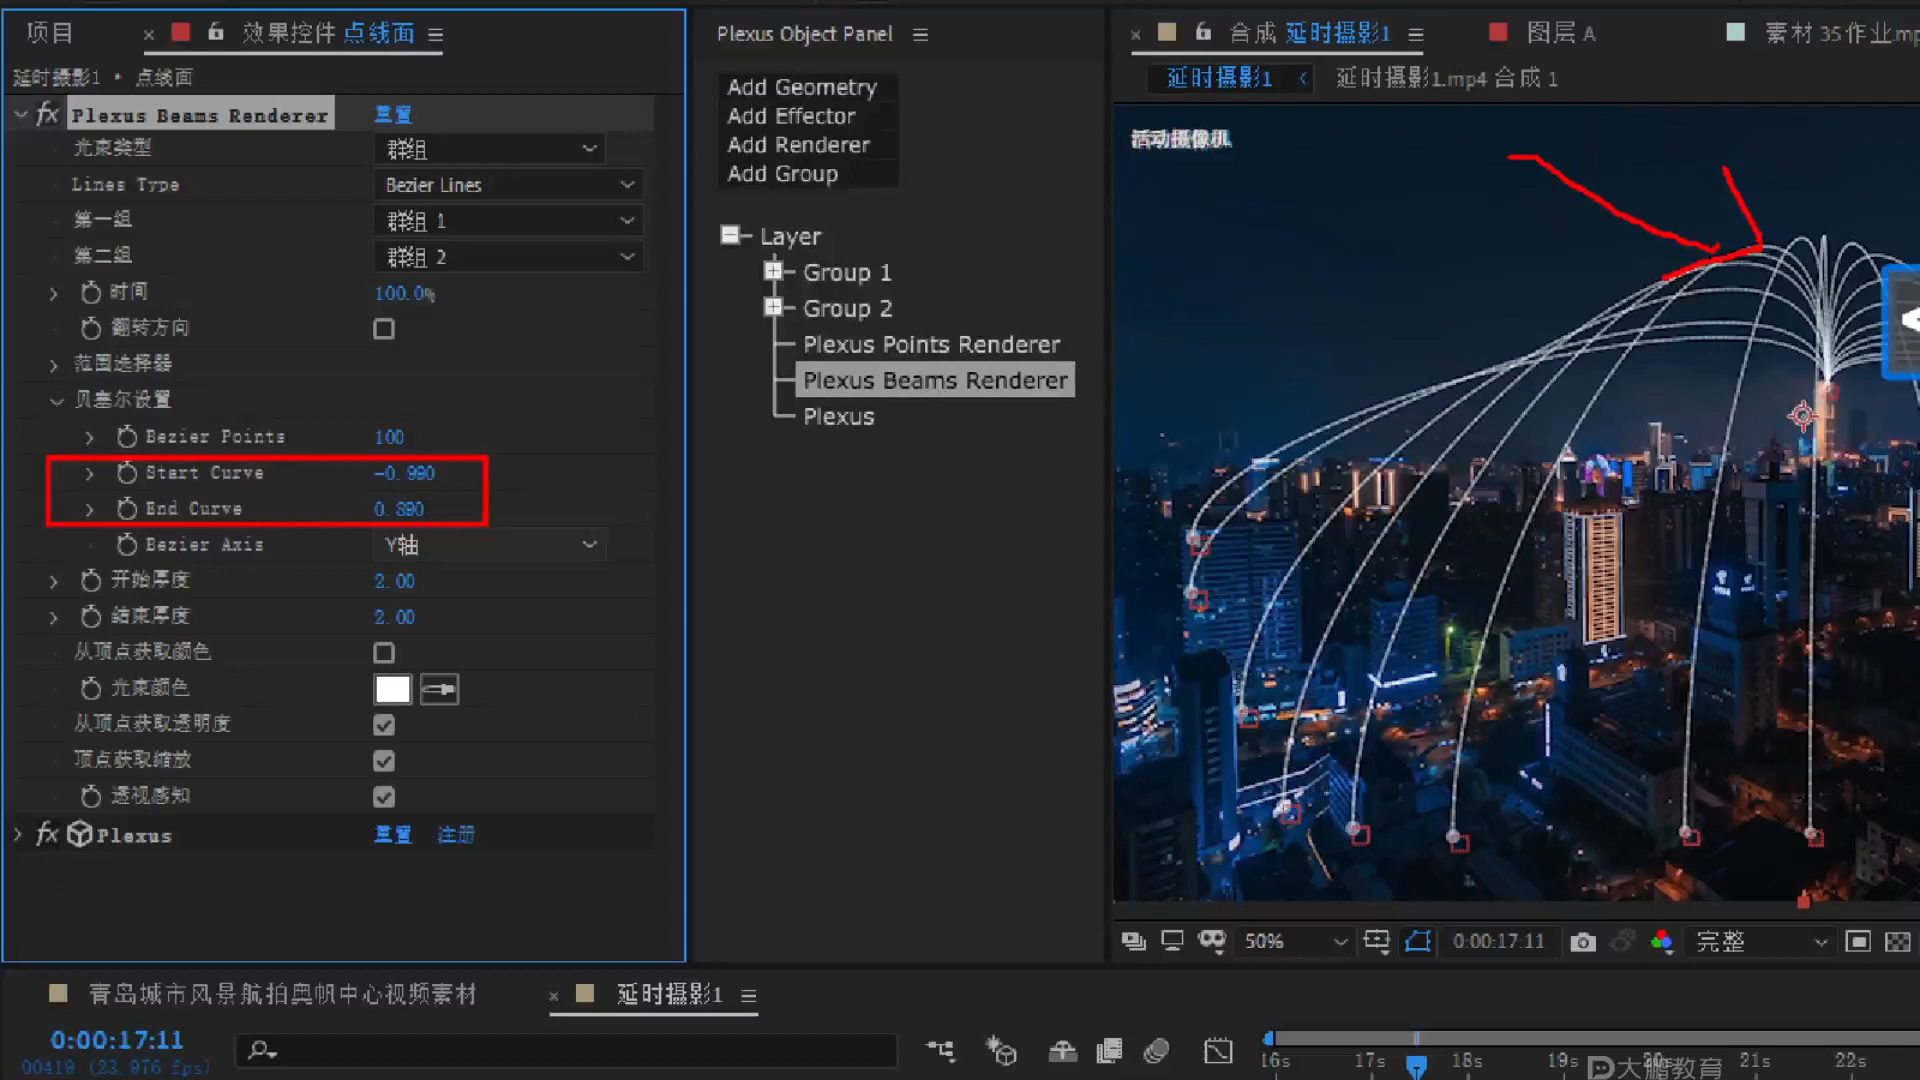 项目
× 效果控件 点线面
延时摄影1 • 点线面
fx Plexus Beams Renderer 重置
光束类型 群组
Lines Type Bezier Lines
第一组 群组 1
第二组 群组 2
时间 100.0%
翻转方向
范围选择器
贝塞尔设置
Bezier Points 100
Start Curve -0.990
End Curve 0.890
Bezier Axis Y轴
开始厚度 2.00
结束厚度 2.00
从顶点获取颜色
光束颜色
从顶点获取透明度
顶点获取缩放
透视感知
fx Plexus 重置 注册
Plexus Object Panel
Add Geometry
Add Effector
Add Renderer
Add Group
Layer
Group 1
Group 2
Plexus Points Renderer
Plexus Beams Renderer
Plexus
× 合成 延时摄影1 图层 A 素材 35作业.mp
延时摄影1 延时摄影1.mp4 合成 1
活动摄像机
50% 0:00:17:11 完整
青岛城市风景航拍奥帆中心视频素材 × 延时摄影1
0:00:17:11
00419 (23.976 fps)
16s 17s 18s 19s 20s 21s 22s
大鹏教育